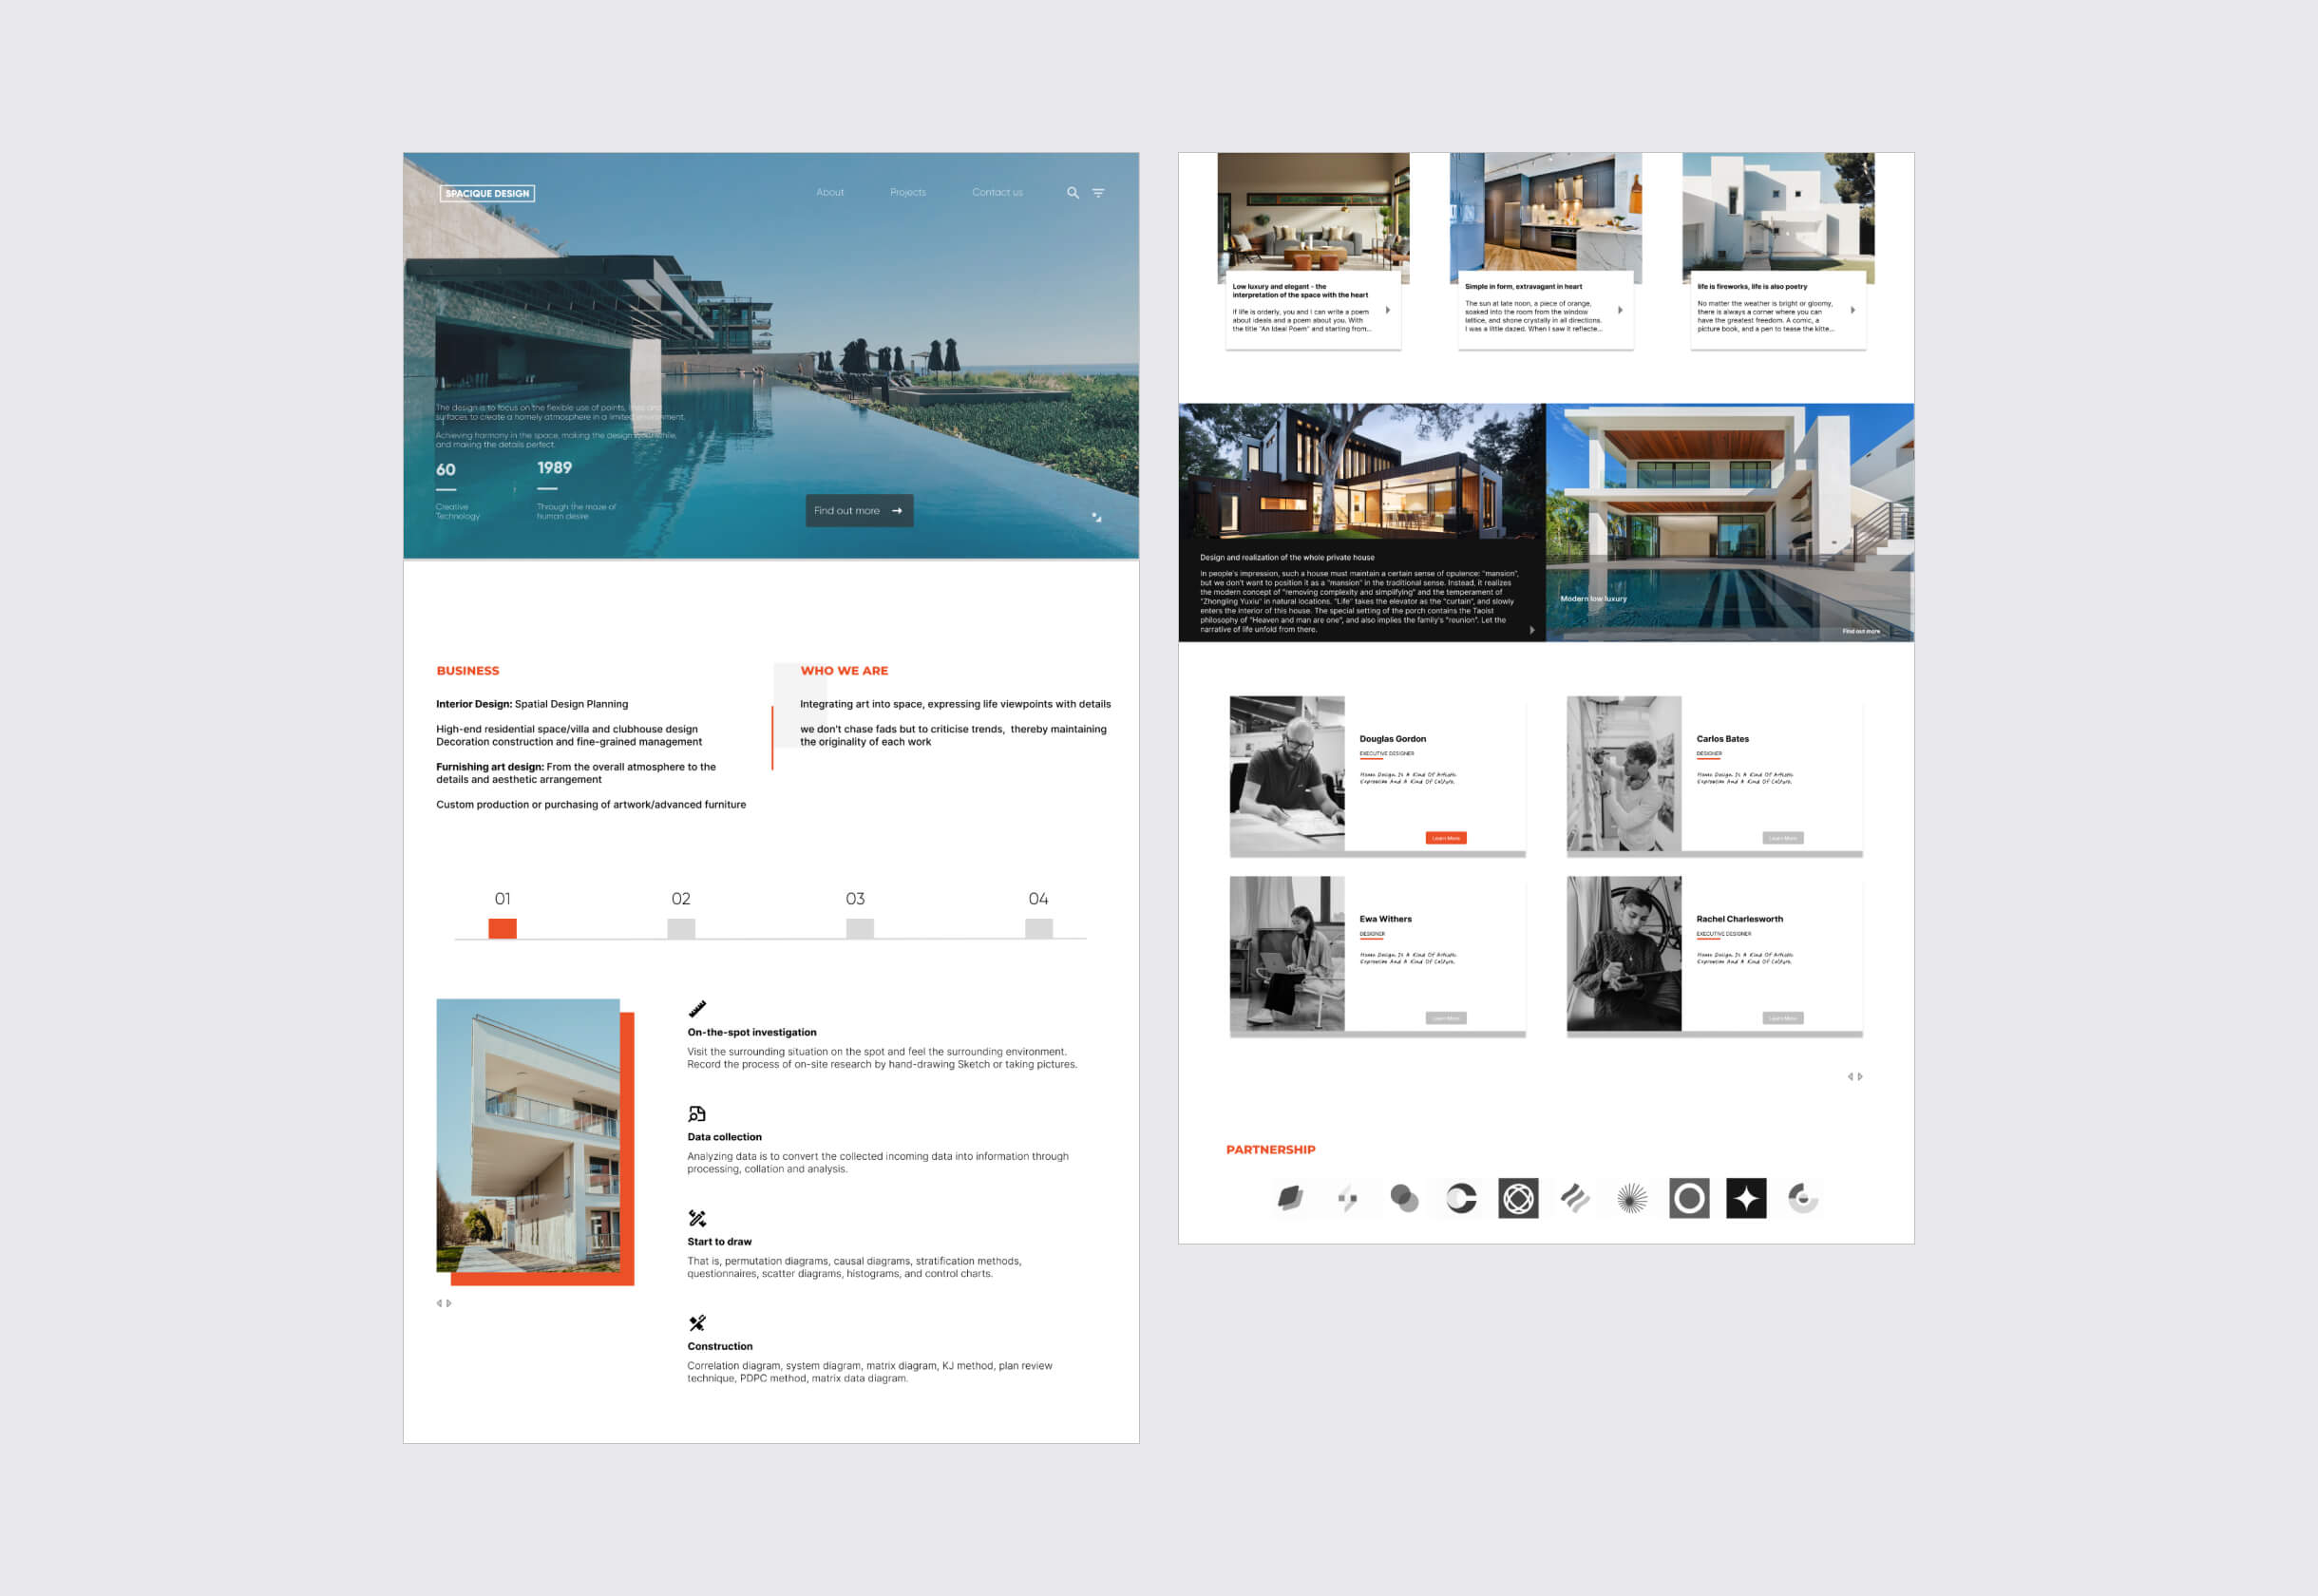 SPACIQUE DESIGN
About
Projects
Contact us
The design is to focus on the flexible use of points, lines and
surfaces to create a homely atmosphere in a limited environment.
Achieving harmony in the space, making the design worthwhile,
and making the details perfect.
60
1989
Creative
Technology
Through the maze of
human desire
Find out more
BUSINESS
Interior Design: Spatial Design Planning
High-end residential space/villa and clubhouse design
Decoration construction and fine-grained management
Furnishing art design: From the overall atmosphere to the
details and aesthetic arrangement
Custom production or purchasing of artwork/advanced furniture
WHO WE ARE
Integrating art into space, expressing life viewpoints with details
we don't chase fads but to criticise trends, thereby maintaining
the originality of each work
01
02
03
04
On-the-spot investigation
Visit the surrounding situation on the spot and feel the surrounding environment.
Record the process of on-site research by hand-drawing Sketch or taking pictures.
Data collection
Analyzing data is to convert the collected incoming data into information through
processing, collation and analysis.
Start to draw
That is, permutation diagrams, causal diagrams, stratification methods,
questionnaires, scatter diagrams, histograms, and control charts.
Construction
Correlation diagram, system diagram, matrix diagram, KJ method, plan review
technique, PDPC method, matrix data diagram.
Low luxury and elegant - the
interpretation of the space with the heart
If life is orderly, you and I can write a poem
about ideals and a poem about you. With
the title "An Ideal Poem" and starting from...
Simple in form, extravagant in heart
The sun at late noon, a piece of orange,
soaked into the room from the window
lattice, and shone crystally in all directions.
I was a little dazed. When I saw it reflecte...
life is fireworks, life is also poetry
No matter the weather is bright or gloomy,
there is always a corner where you can
have the greatest freedom. A comic, a
picture book, and a pen to tease the kitte...
Design and realization of the whole private house
In people's impression, such a house must maintain a certain sense of opulence: "mansion",
but we don't want to position it as a "mansion" in the traditional sense. Instead, it realizes
the modern concept of "removing complexity and simplifying" and the temperament of
"Zhongling Yuxiu" in natural locations. "Life" takes the elevator as the "curtain", and slowly
enters the interior of this house. The special setting of the porch contains the Taoist
philosophy of "Heaven and man are one", and also implies the family's "reunion". Let the
narrative of life unfold from there.
Modern low luxury
Find out more
Douglas Gordon
EXECUTIVE DESIGNER
Home Design Is A Kind Of Artistic
Expression And A Kind Of Culture.
Learn More
Carlos Bates
DESIGNER
Home Design Is A Kind Of Artistic
Expression And A Kind Of Culture.
Learn More
Ewa Withers
DESIGNER
Home Design Is A Kind Of Artistic
Expression And A Kind Of Culture.
Learn More
Rachel Charlesworth
EXECUTIVE DESIGNER
Home Design Is A Kind Of Artistic
Expression And A Kind Of Culture.
Learn More
PARTNERSHIP